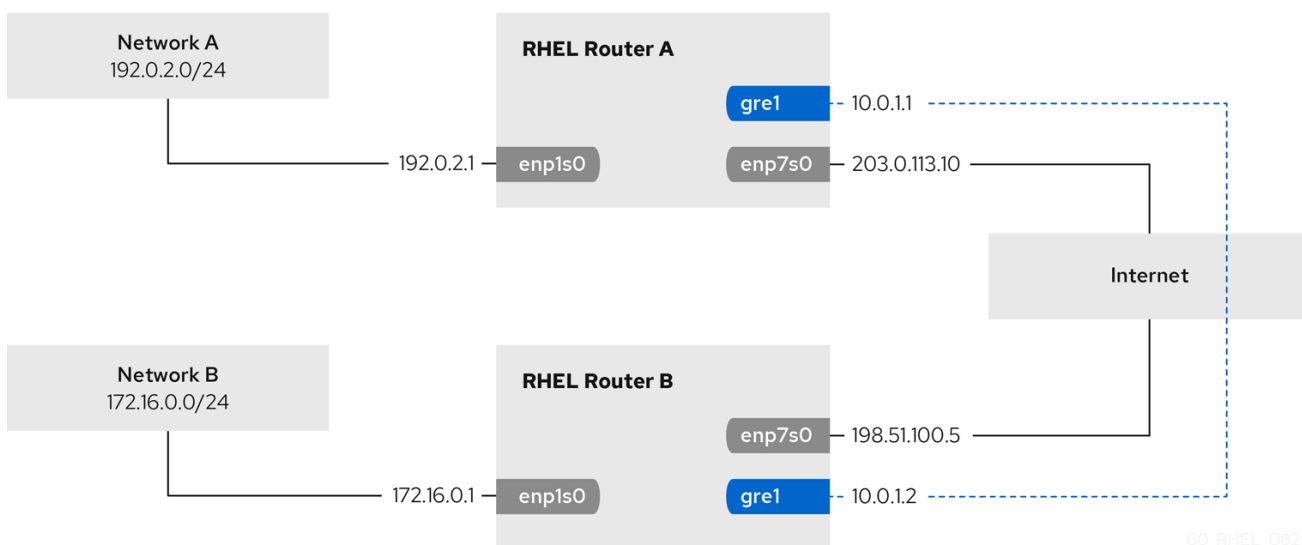 Network A
192.0.2.0/24
RHEL Router A
gre1
10.0.1.1
192.0.2.1
enp1s0
enp7s0
203.0.113.10
Internet
Network B
172.16.0.0/24
RHEL Router B
enp7s0
198.51.100.5
172.16.0.1
enp1s0
gre1
10.0.1.2
60_RHEL_082